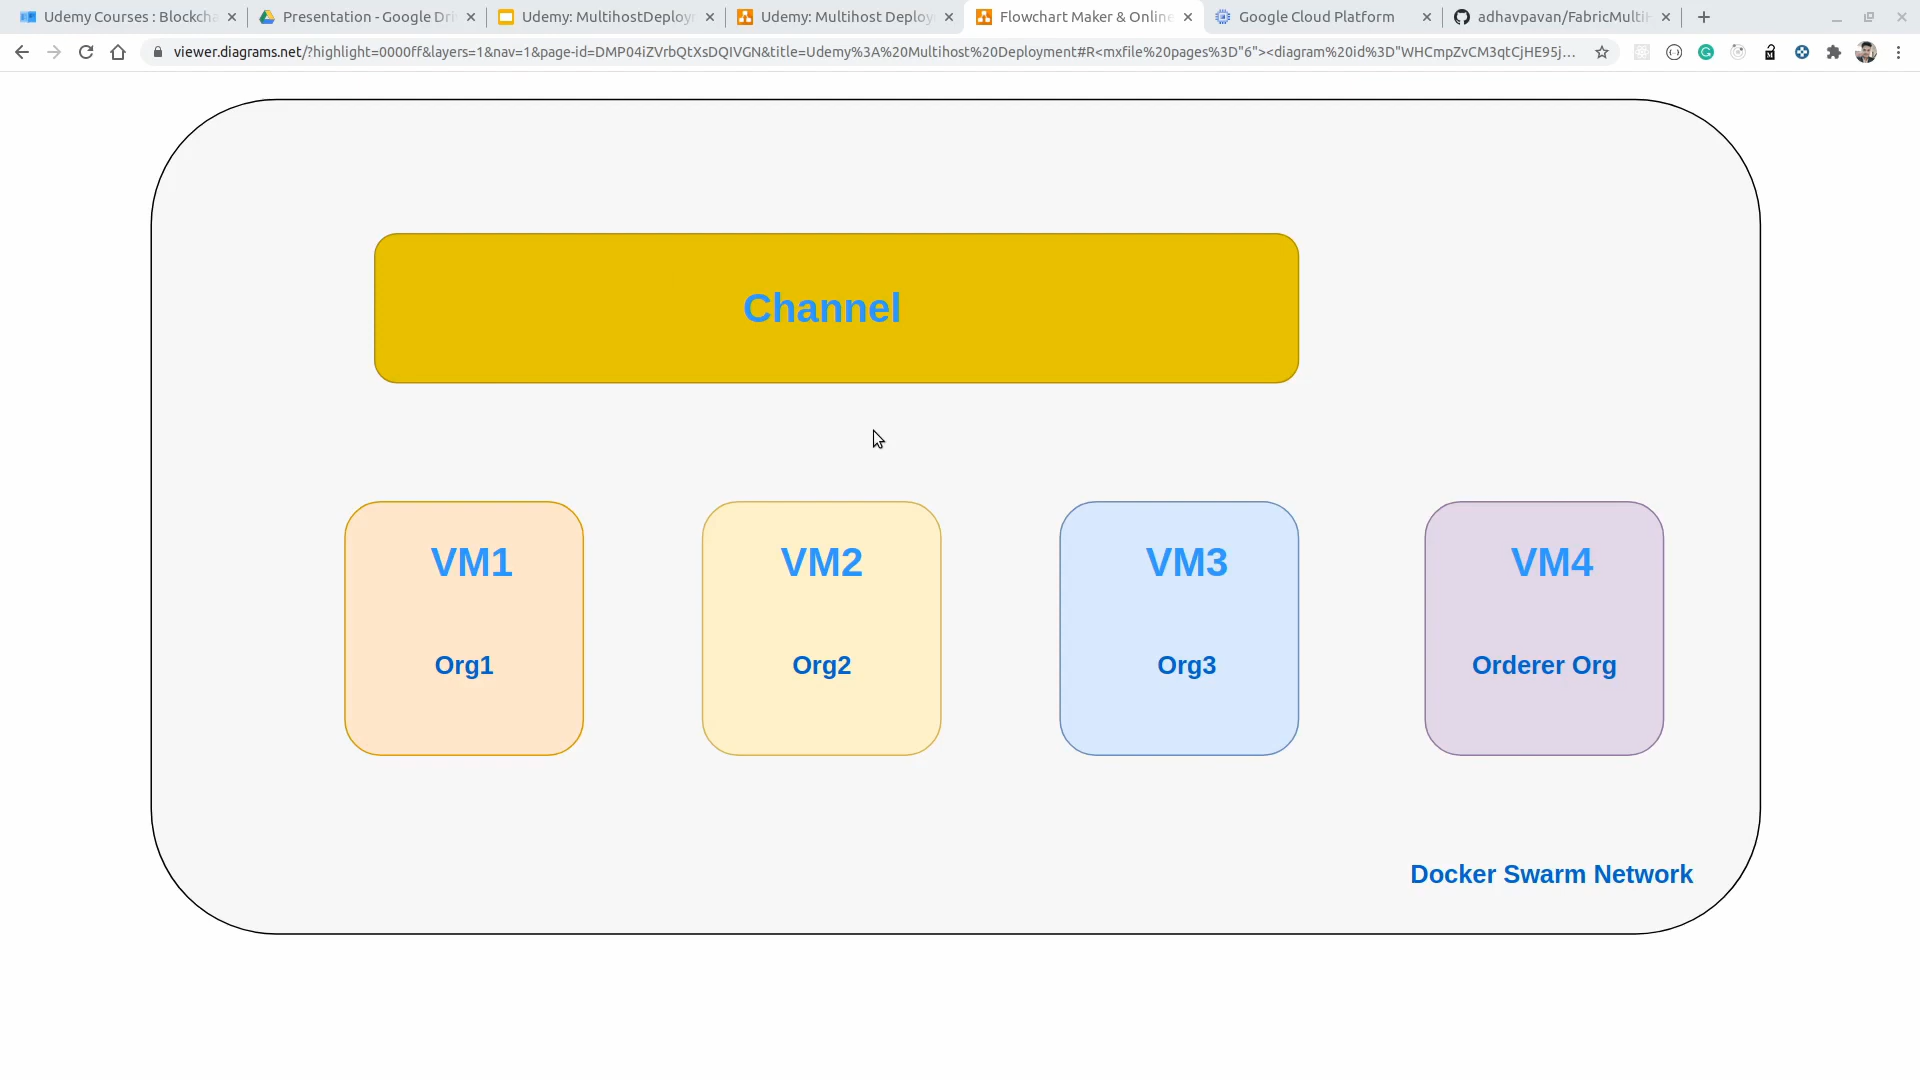 Udemy Courses : Blockcha
Presentation - Google Dri
Udemy: MultihostDeploy
Udemy: Multihost Deploy
Flowchart Maker & Online
Google Cloud Platform
adhavpavan/FabricMulti
viewer.diagrams.net/?highlight=0000ff&layers=1&nav=1&page-id=DMP04iZVrbQtXsDQIVGN&title=Udemy%3A%20Multihost%20Deployment#R<mxfile%20pages%3D"6"><diagram%20id%3D"WHCmpZvCM3qtCjHE95j...
Channel
VM1
VM2
VM3
VM4
Org1
Org2
Org3
Orderer Org
Docker Swarm Network